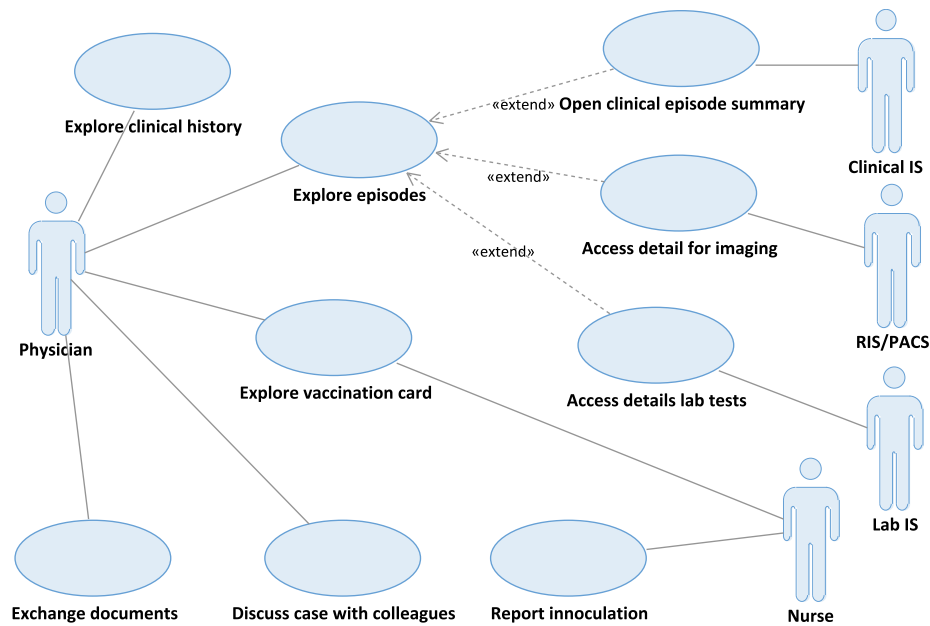 «extend» Open clinical episode summary
Explore clinical history
Clinical IS
«extend»
Explore episodes
Access detail for imaging
«extend»
Physician
RIS/PACS
Explore vaccination card
Access details lab tests
Lab IS
Exchange documents
Discuss case with colleagues
Report innoculation
Nurse